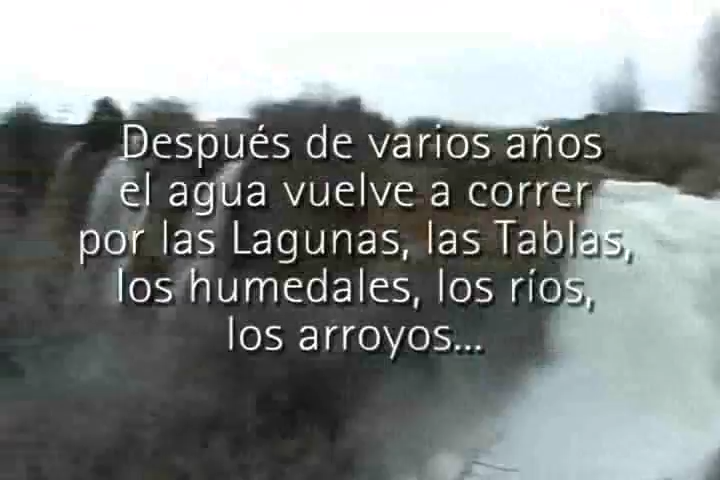 Después de varios años
el agua vuelve a correr
por las Lagunas, las Tablas,
los humedales, los ríos,
los arroyos...